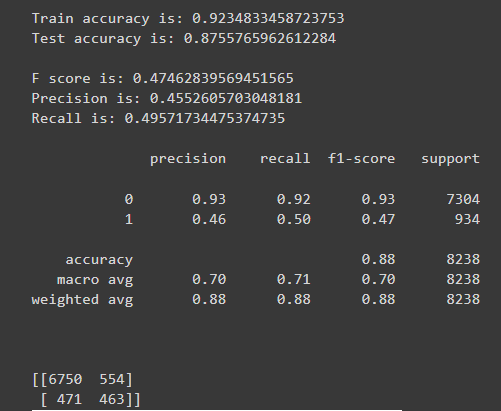 Train accuracy is: 0.9234833458723753
Test accuracy is: 0.8755765962612284
F score is: 0.47462839569451565
Precision is: 0.4552605703048181
Recall is: 0.49571734475374735
precision recall f1-score support
0 0.93 0.92 0.93 7304
1 0.46 0.50 0.47 934
accuracy 0.88 8238
macro avg 0.70 0.71 0.70 8238
weighted avg 0.88 0.88 0.88 8238
[[6750 554]
[ 471 463]]